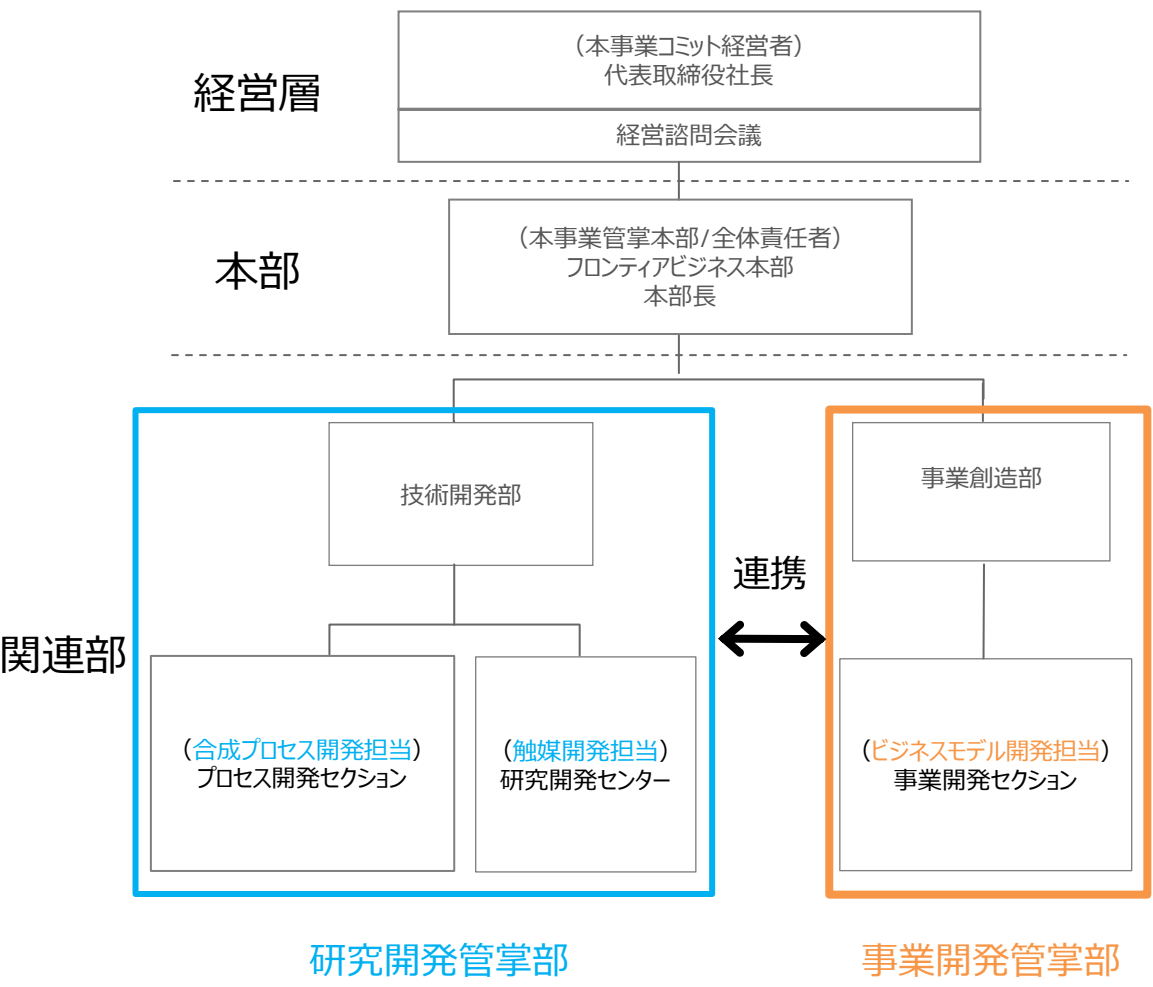 経営層
（本事業コミット経営者）
代表取締役社長
経営諮問会議
本部
（本事業管掌本部/全体責任者）
フロンティアビジネス本部
本部長
関連部
技術開発部
（合成プロセス開発担当）
プロセス開発セクション
（触媒開発担当）
研究開発センター
連携
事業創造部
（ビジネスモデル開発担当）
事業開発セクション
研究開発管掌部
事業開発管掌部